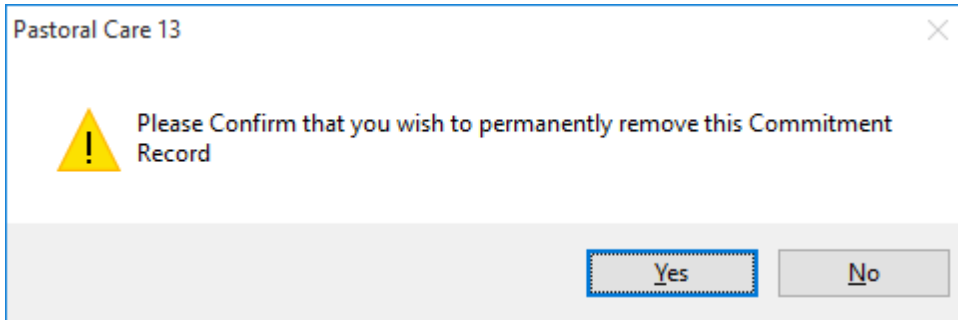 Pastoral Care 13
Please Confirm that you wish to permanently remove this Commitment
Record
Yes
No